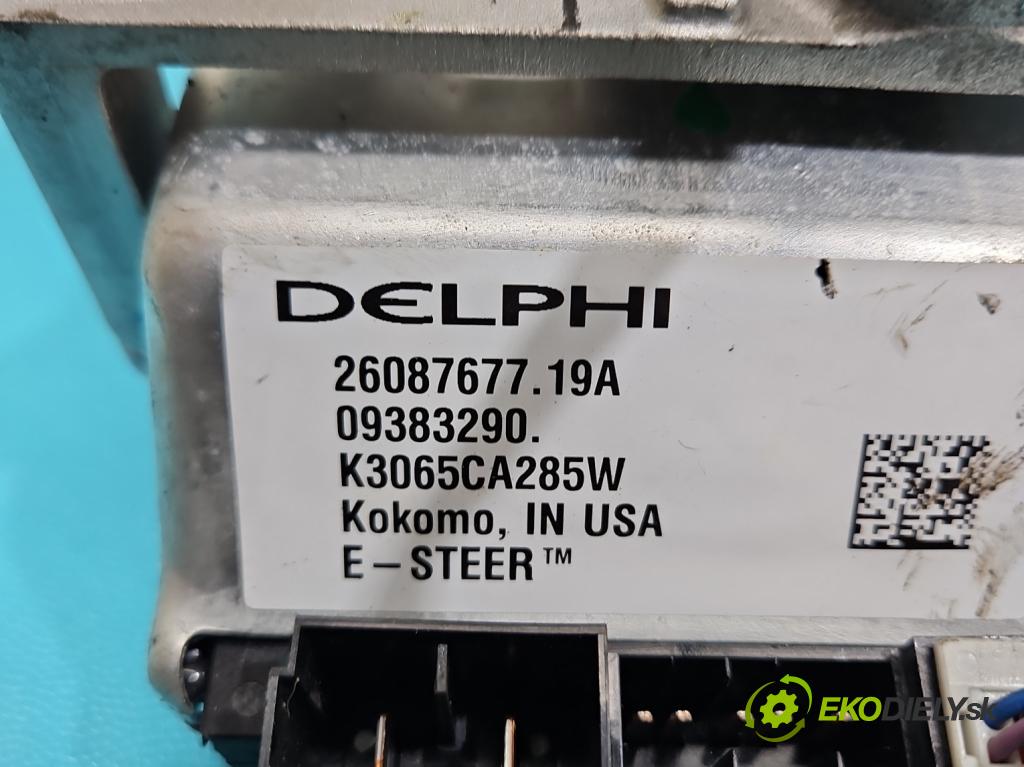 DELPHI
26087677.19A
09383290.
K3065CA285W
Kokomo, IN USA
E–STEER™
EKODIELY.sk